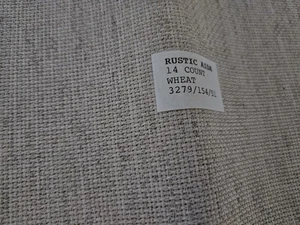 RUSTIC AIDA
14 COUNT
WHEAT
3279/154/51